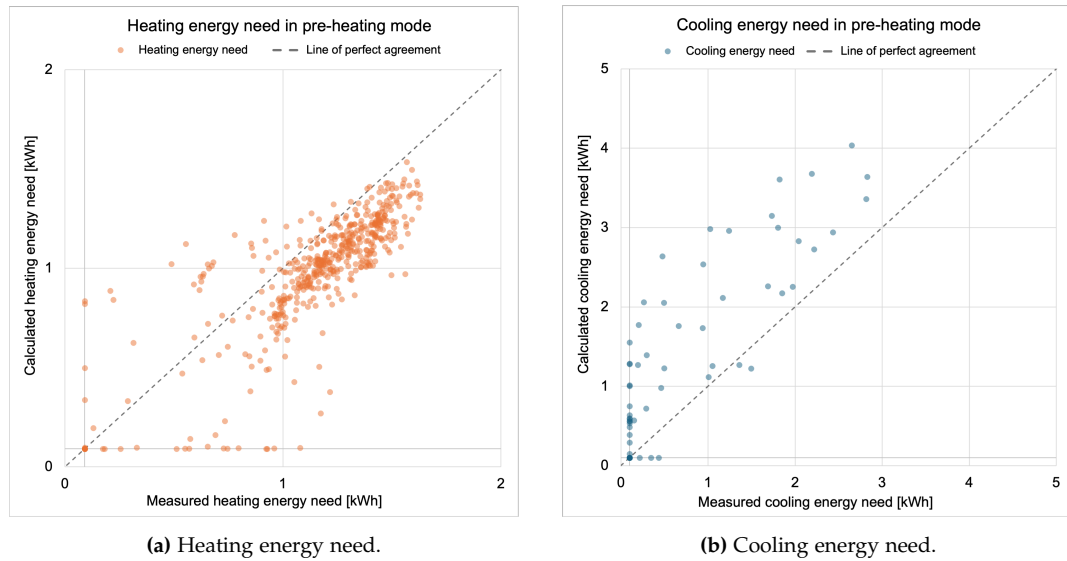 Heating energy need in pre-heating mode
Heating energy need Line of perfect agreement
2
1
0
Calculated heating energy need [kWh]
0 1 2
Measured heating energy need [kWh]
(a) Heating energy need.
Cooling energy need in pre-heating mode
Cooling energy need Line of perfect agreement
5
4
3
2
1
0
Calculated cooling energy need [kWh]
0 1 2 3 4 5
Measured cooling energy need [kWh]
(b) Cooling energy need.